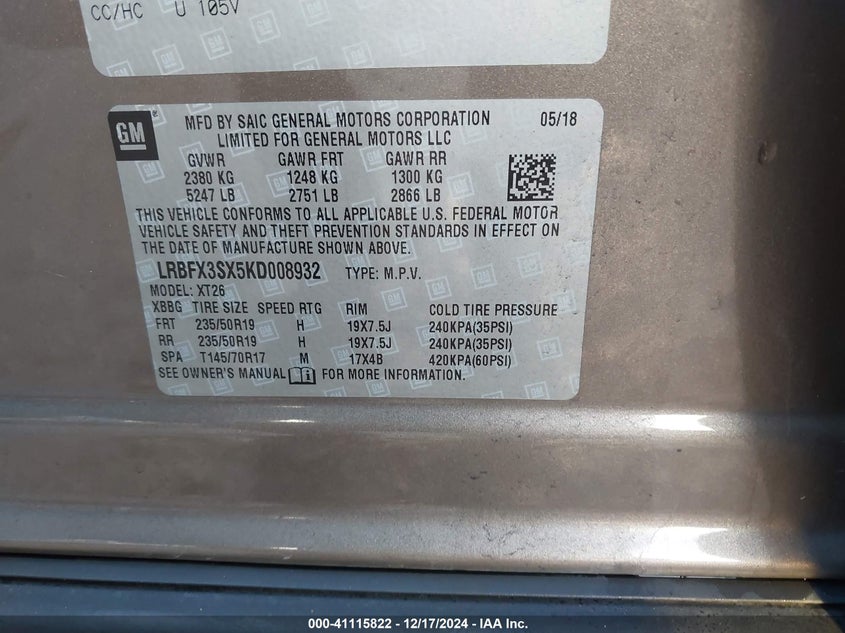 CC/HC U 105V
GM
MFD BY SAIC GENERAL MOTORS CORPORATION 05/18
LIMITED FOR GENERAL MOTORS LLC
GVWR GAWR FRT GAWR RR
2380 KG 1248 KG 1300 KG
5247 LB 2751 LB 2866 LB
THIS VEHICLE CONFORMS TO ALL APPLICABLE U.S. FEDERAL MOTOR
VEHICLE SAFETY AND THEFT PREVENTION STANDARDS IN EFFECT ON
THE DATE OF MANUFACTURE SHOWN ABOVE.
LRBFX3SX5KD008932 TYPE: M.P.V.
MODEL: XT26
XBBG TIRE SIZE SPEED RTG RIM COLD TIRE PRESSURE
FRT 235/50R19 H 19X7.5J 240KPA(35PSI)
RR 235/50R19 H 19X7.5J 240KPA(35PSI)
SPA T145/70R17 M 17X4B 420KPA(60PSI)
SEE OWNER'S MANUAL FOR MORE INFORMATION.
000-41115822 - 12/17/2024 - IAA Inc.